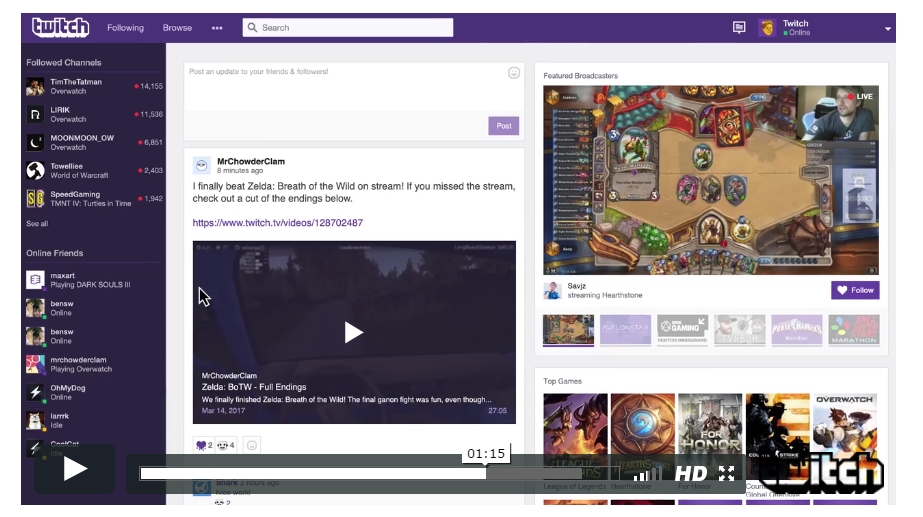 twitch
Following
Browse
Search
Twitch
Online
Followed Channels
TimTheTatman
Overwatch
14,155
LIRIK
Overwatch
11,536
MOONMOON_OW
Overwatch
6,851
Towelliee
World of Warcraft
2,403
SpeedGaming
TMNT IV: Turtles in Time
1,942
See all
Online Friends
maxart
Playing DARK SOULS III
bensw
Online
bensw
Online
mrchowderclam
Playing Overwatch
OhMyDog
Online
larrrk
Idle
CoolCat
Idle
Post an update to your friends & followers!
Post
MrChowderClam
8 minutes ago
I finally beat Zelda: Breath of the Wild on stream! If you missed the stream,
check out a cut of the endings below.
https://www.twitch.tv/videos/128702487
MrChowderClam
Zelda: BoTW - Full Endings
We finally finished Zelda: Breath of the Wild! The final ganon fight was fun, even though...
Mar 14, 2017
27:05
2
4
hours ago
Nice world
2
Featured Broadcasters
LIVE
Savjz
streaming Hearthstone
Follow
GAMING
MARATHON
Top Games
LEAGUE
FOR
HONOR
OVERWATCH
League of Legends
Hearthstone
For Honor
Global Offensive
01:15
HD
twitch